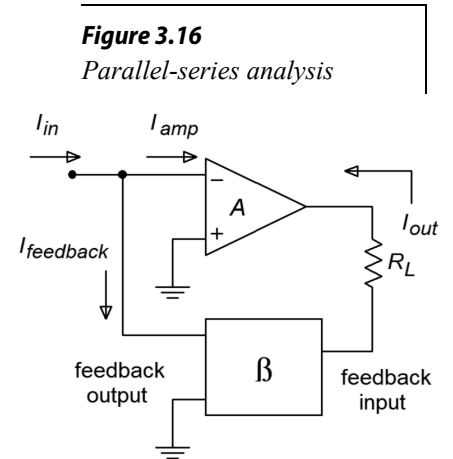 Figure 3.16
Parallel-series analysis
Iin
Iamp
−
A
Iout
+
Ifeedback
RL
feedback
output
ß
feedback
input